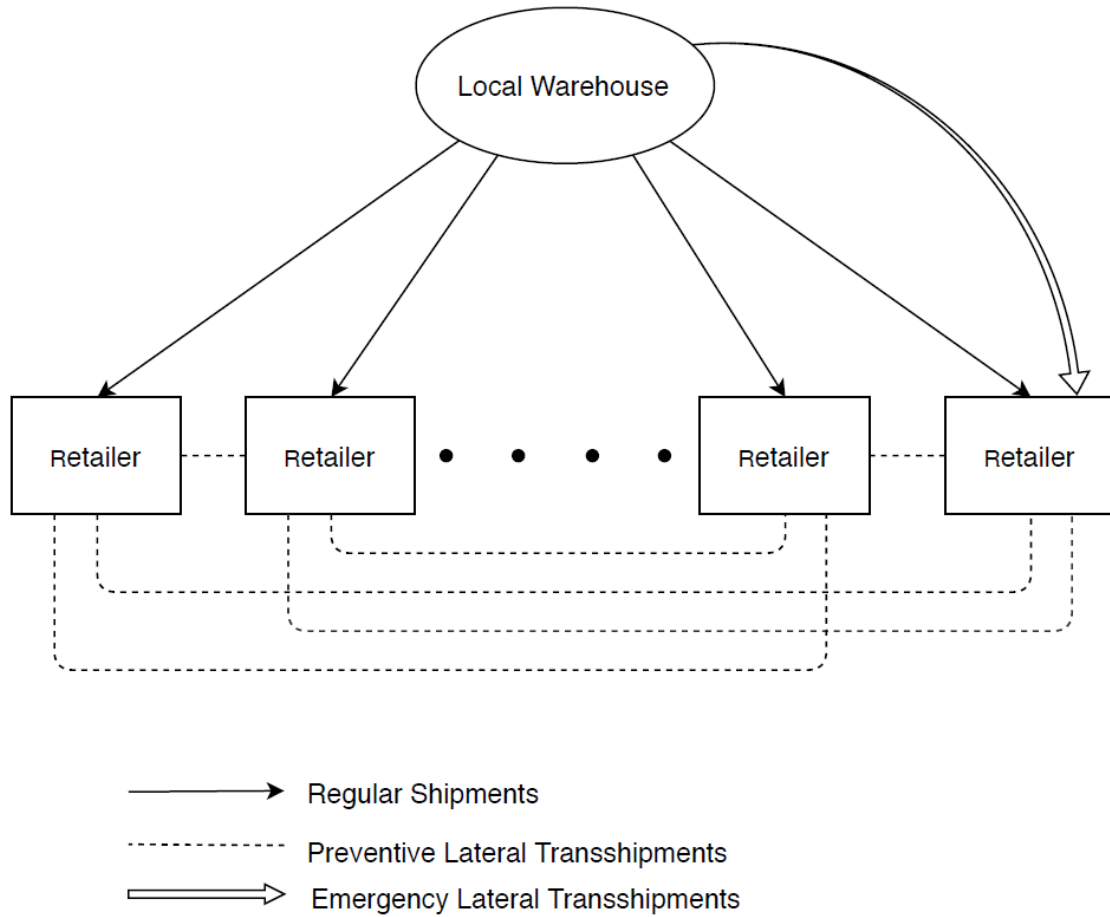 Local Warehouse
Retailer
Retailer
Retailer
Retailer
Regular Shipments
Preventive Lateral Transshipments
Emergency Lateral Transshipments